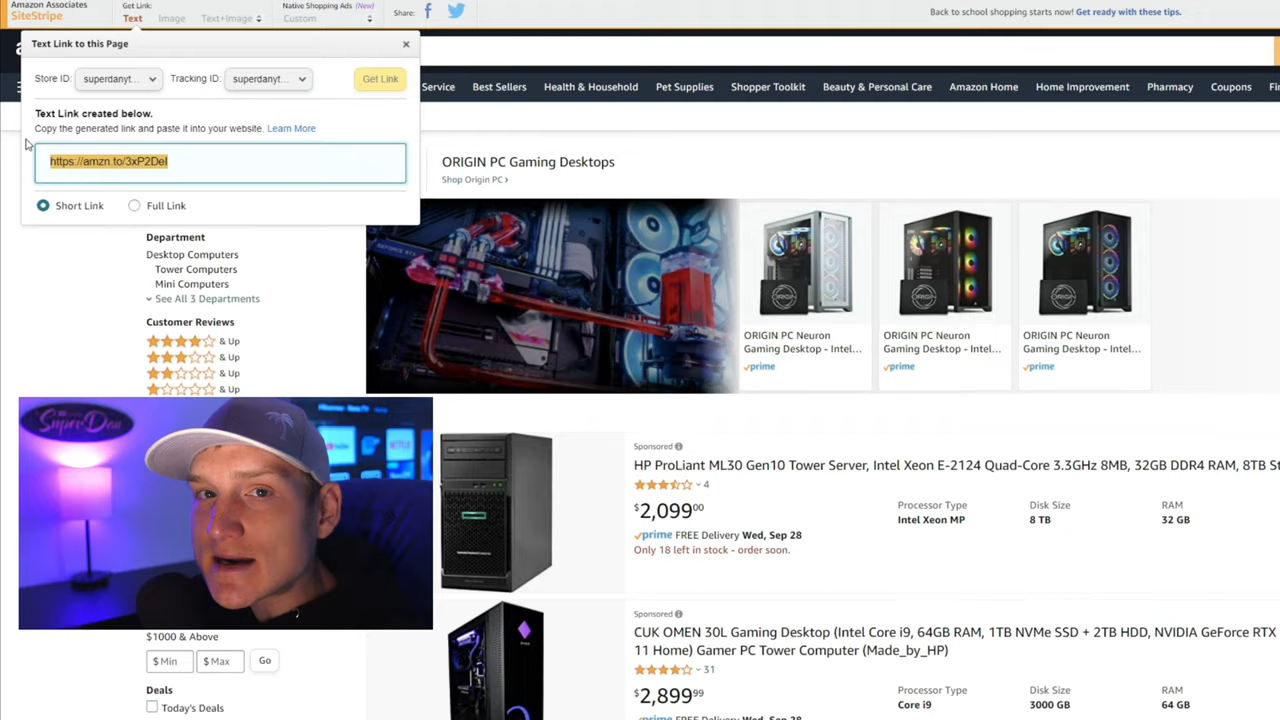 Amazon Associates
SiteStripe
Get Link:
Text Image Text+Image
Native Shopping Ads (New)
Custom
Share:
Back to school shopping starts now! Get ready with these tips.
Text Link to this Page
Store ID: superdanyt... Tracking ID: superdanyt... Get Link
Text Link created below.
Copy the generated link and paste it into your website. Learn More
https://amzn.to/3xP2DeI
Short Link Full Link
Service Best Sellers Health & Household Pet Supplies Shopper Toolkit Beauty & Personal Care Amazon Home Home Improvement Pharmacy Coupons
ORIGIN PC Gaming Desktops
Shop Origin PC ›
Department
Desktop Computers
Tower Computers
Mini Computers
See All 3 Departments
Customer Reviews
& Up
& Up
& Up
& Up
ORIGIN PC Neuron
Gaming Desktop - Intel...
prime
ORIGIN PC Neuron
Gaming Desktop - Intel...
prime
ORIGIN PC Neuron
Gaming Desktop - Intel...
prime
SuprDan
NETFLIX
$1000 & Above
$ Min $ Max Go
Deals
Today's Deals
Sponsored
HP ProLiant ML30 Gen10 Tower Server, Intel Xeon E-2124 Quad-Core 3.3GHz 8MB, 32GB DDR4 RAM, 8TB
4
$2,099.00
prime FREE Delivery Wed, Sep 28
Only 18 left in stock - order soon.
Processor Type Disk Size RAM
Intel Xeon MP 8 TB 32 GB
Sponsored
CUK OMEN 30L Gaming Desktop (Intel Core i9, 64GB RAM, 1TB NVMe SSD + 2TB HDD, NVIDIA GeForce RTX
11 Home) Gamer PC Tower Computer (Made_by_HP)
31
$2,899.99
prime FREE Delivery Wed, Sep 28
Processor Type Disk Size RAM
Core i9 3000 GB 64 GB